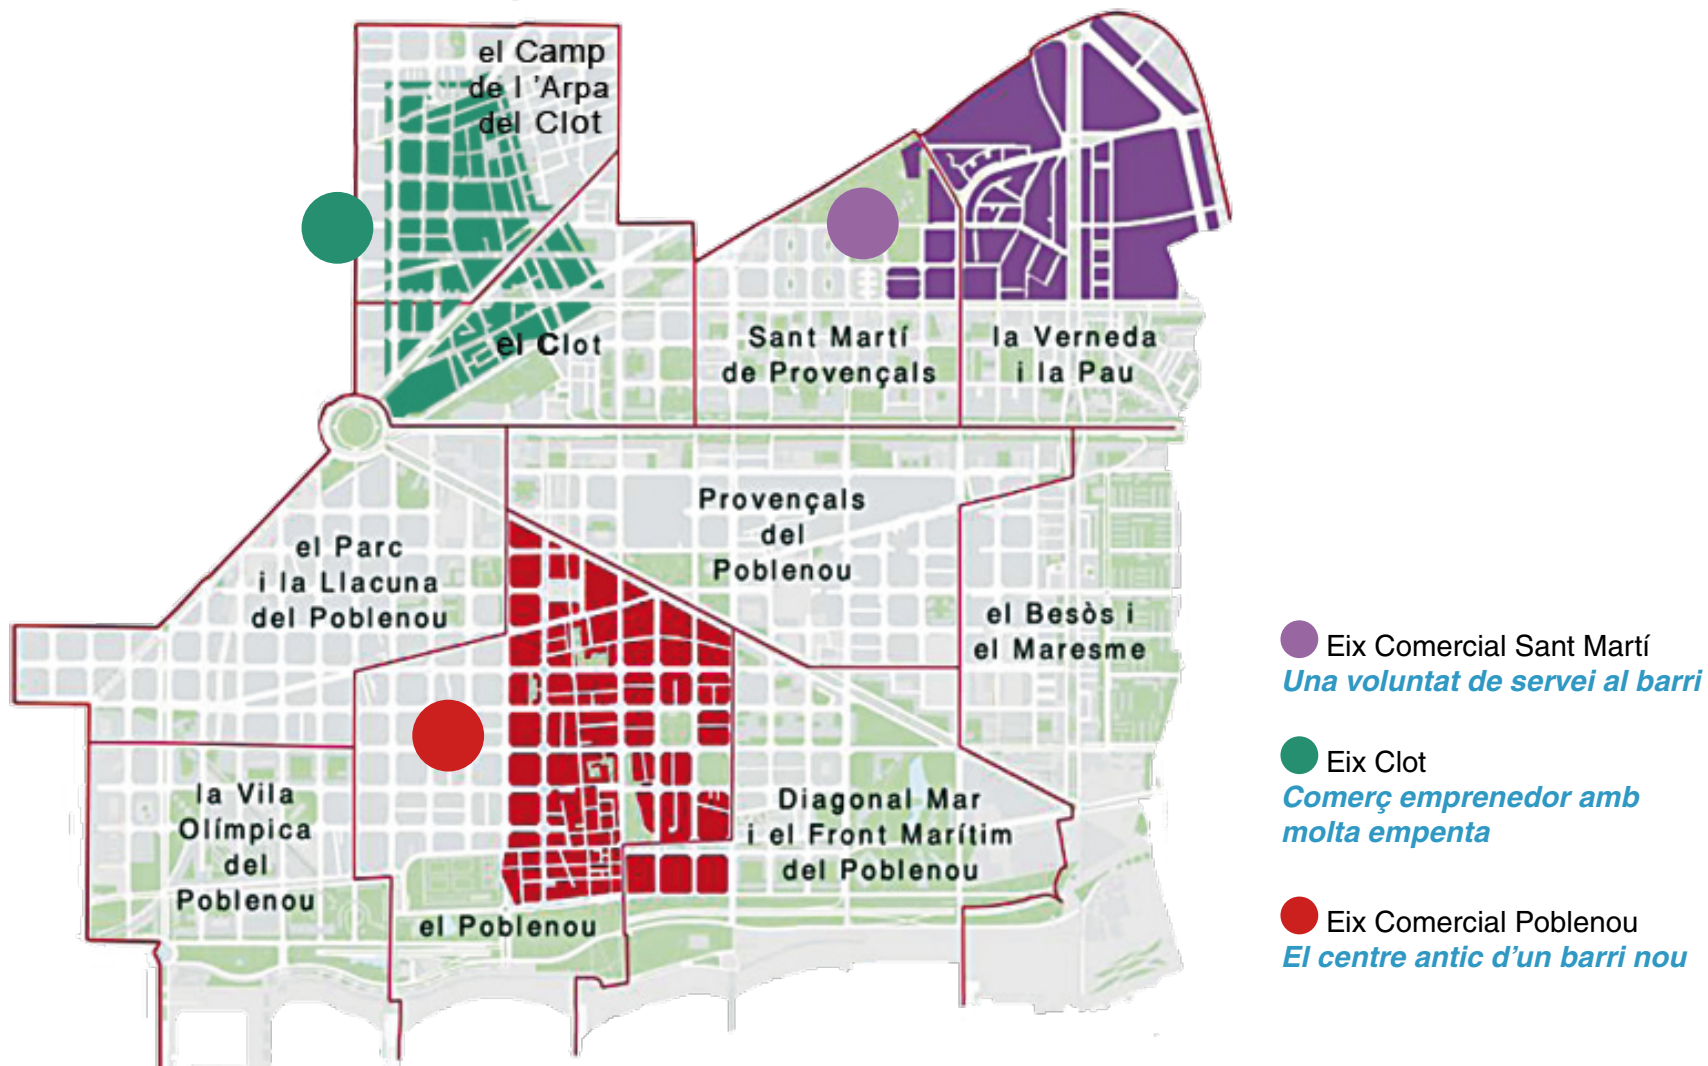 el Camp
de l 'Arpa
del Clot
el Clot
Sant Martí
de Provençals
la Verneda
i la Pau
Provençals
del
Poblenou
el Parc
i la Llacuna
del Poblenou
el Besòs i
el Maresme
la Vila
Olímpica
del
Poblenou
Diagonal Mar
i el Front Marítim
del Poblenou
el Poblenou
Eix Comercial Sant Martí
Una voluntat de servei al barri
Eix Clot
Comerç emprenedor amb
molta empenta
Eix Comercial Poblenou
El centre antic d'un barri nou